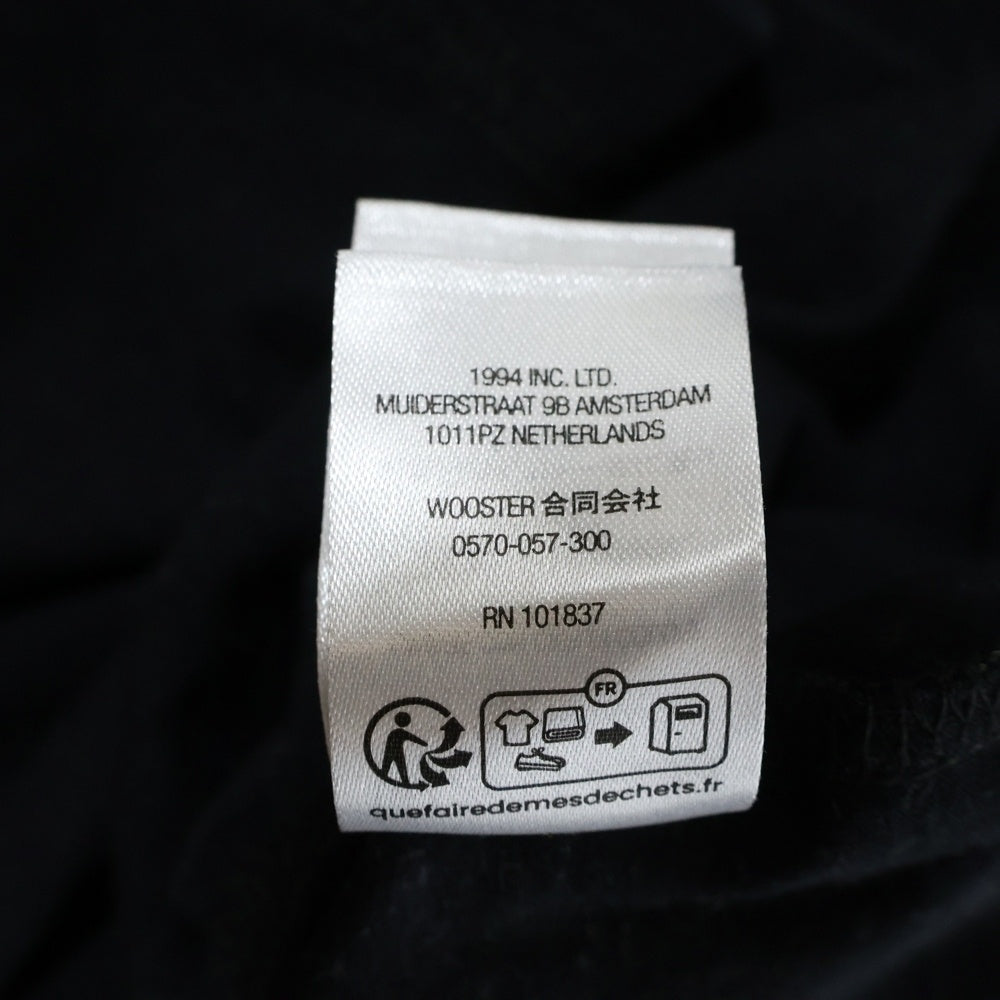 1994 INC. LTD.
MUIDERSTRAAT 9B AMSTERDAM
1011PZ NETHERLANDS
WOOSTER 合同会社
0570-057-300
RN 101837
FR
quefairedemesdechets.fr